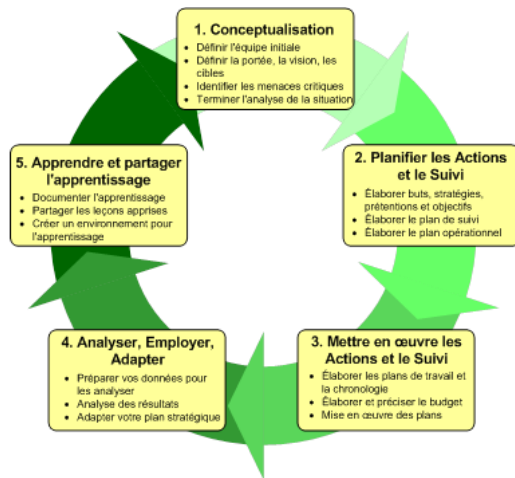 1. Conceptualisation
• Définir l'équipe initiale
• Définir la portée, la vision, les
cibles
• Identifier les menaces critiques
• Terminer l'analyse de la situation
2. Planifier les Actions
et le Suivi
• Élaborer buts, stratégies,
prétentions et objectifs
• Élaborer le plan de suivi
• Élaborer le plan opérationnel
3. Mettre en œuvre les
Actions et le Suivi
• Élaborer les plans de travail et
la chronologie
• Élaborer et préciser le budget
• Mise en œuvre des plans
4. Analyser, Employer,
Adapter
• Préparer vos données pour
les analyser
• Analyse des résultats
• Adapter votre plan stratégique
5. Apprendre et partager
l'apprentissage
• Documenter l'apprentissage
• Partager les leçons apprises
• Créer un environnement pour
l'apprentissage